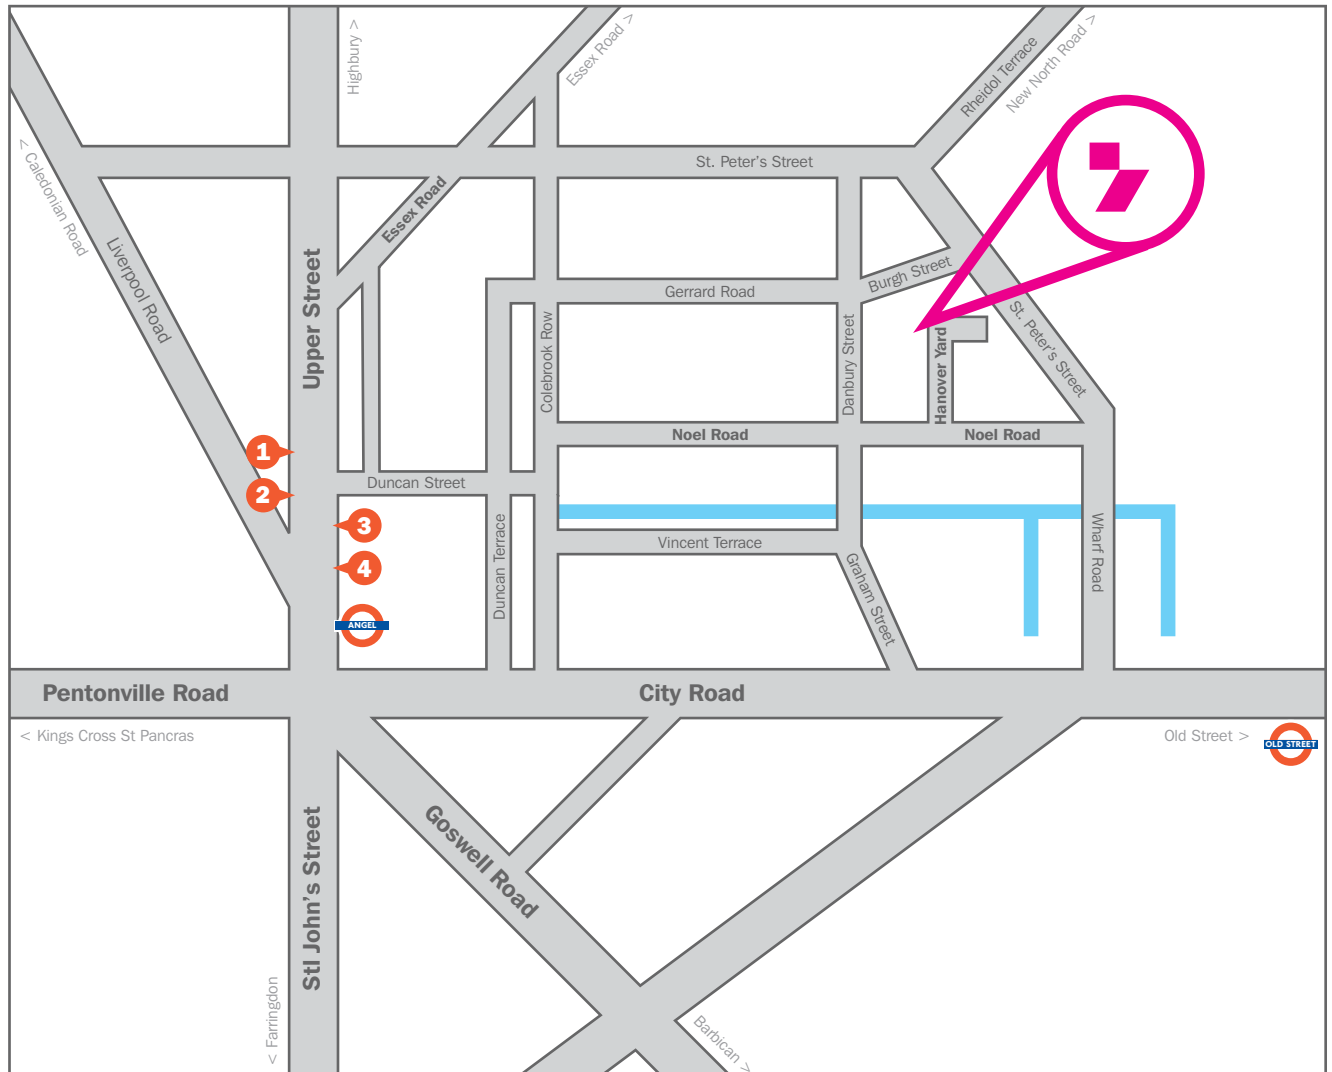 Highbury >
Essex Road >
Rheidol Terrace
New North Road >
< Caledonian Road
St. Peter's Street
Essex Road
Liverpool Road
Upper Street
Burgh Street
Gerrard Road
Colebrook Row
Danbury Street
Hanover Yard
St. Peter's Street
Noel Road
Noel Road
1
2
Duncan Street
3
4
Duncan Terrace
Vincent Terrace
Graham Street
Wharf Road
ANGEL
Pentonville Road
City Road
< Kings Cross St Pancras
Old Street >
OLD STREET
Goswell Road
Stl John's Street
< Farringdon
Barbican >